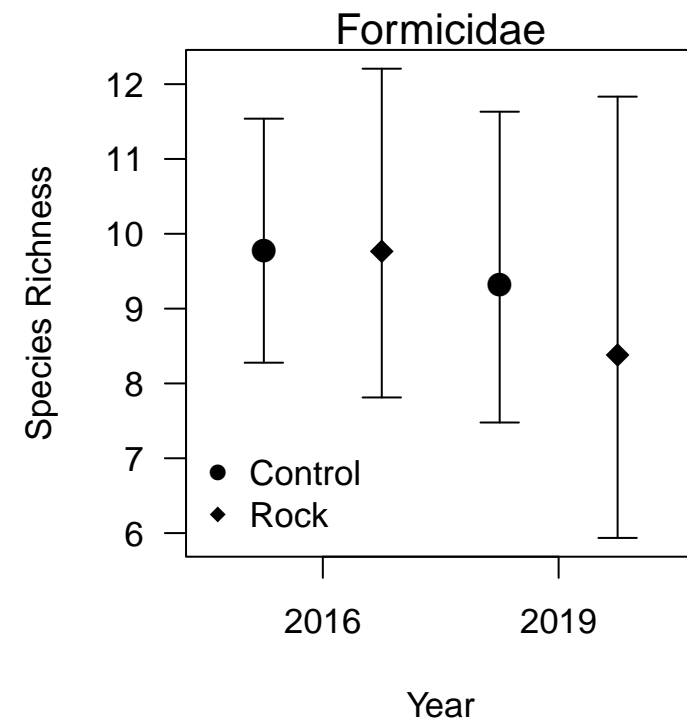 Formicidae
Species Richness
12
11
10
9
8
7
6
Control
Rock
2016
2019
Year